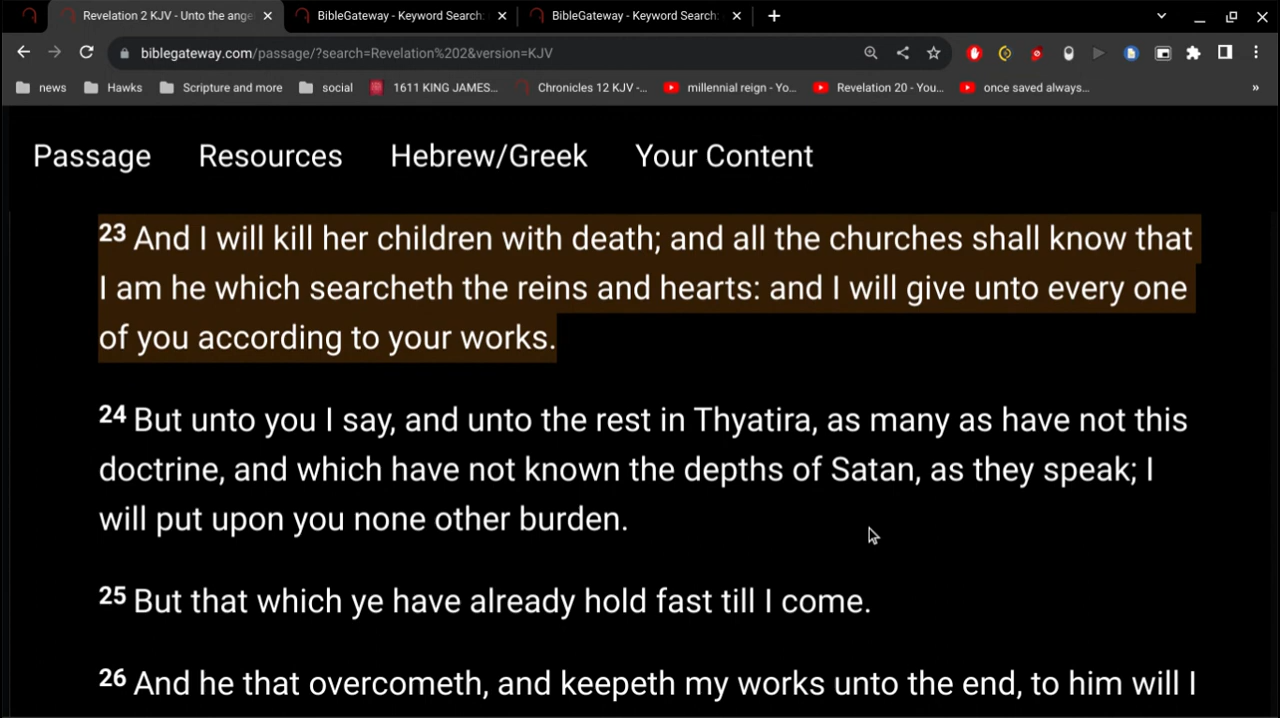 Revelation 2 KJV - Unto the ange
BibleGateway - Keyword Search:
BibleGateway - Keyword Search:
biblegateway.com/passage/?search=Revelation%202&version=KJV
news
Hawks
Scripture and more
social
1611 KING JAMES...
Chronicles 12 KJV -...
millennial reign - Yo...
Revelation 20 - You...
once saved always...
»
Passage
Resources
Hebrew/Greek
Your Content
23 And I will kill her children with death; and all the churches shall know that
I am he which searcheth the reins and hearts: and I will give unto every one
of you according to your works.
24 But unto you I say, and unto the rest in Thyatira, as many as have not this
doctrine, and which have not known the depths of Satan, as they speak; I
will put upon you none other burden.
25 But that which ye have already hold fast till I come.
26 And he that overcometh, and keepeth my works unto the end, to him will I